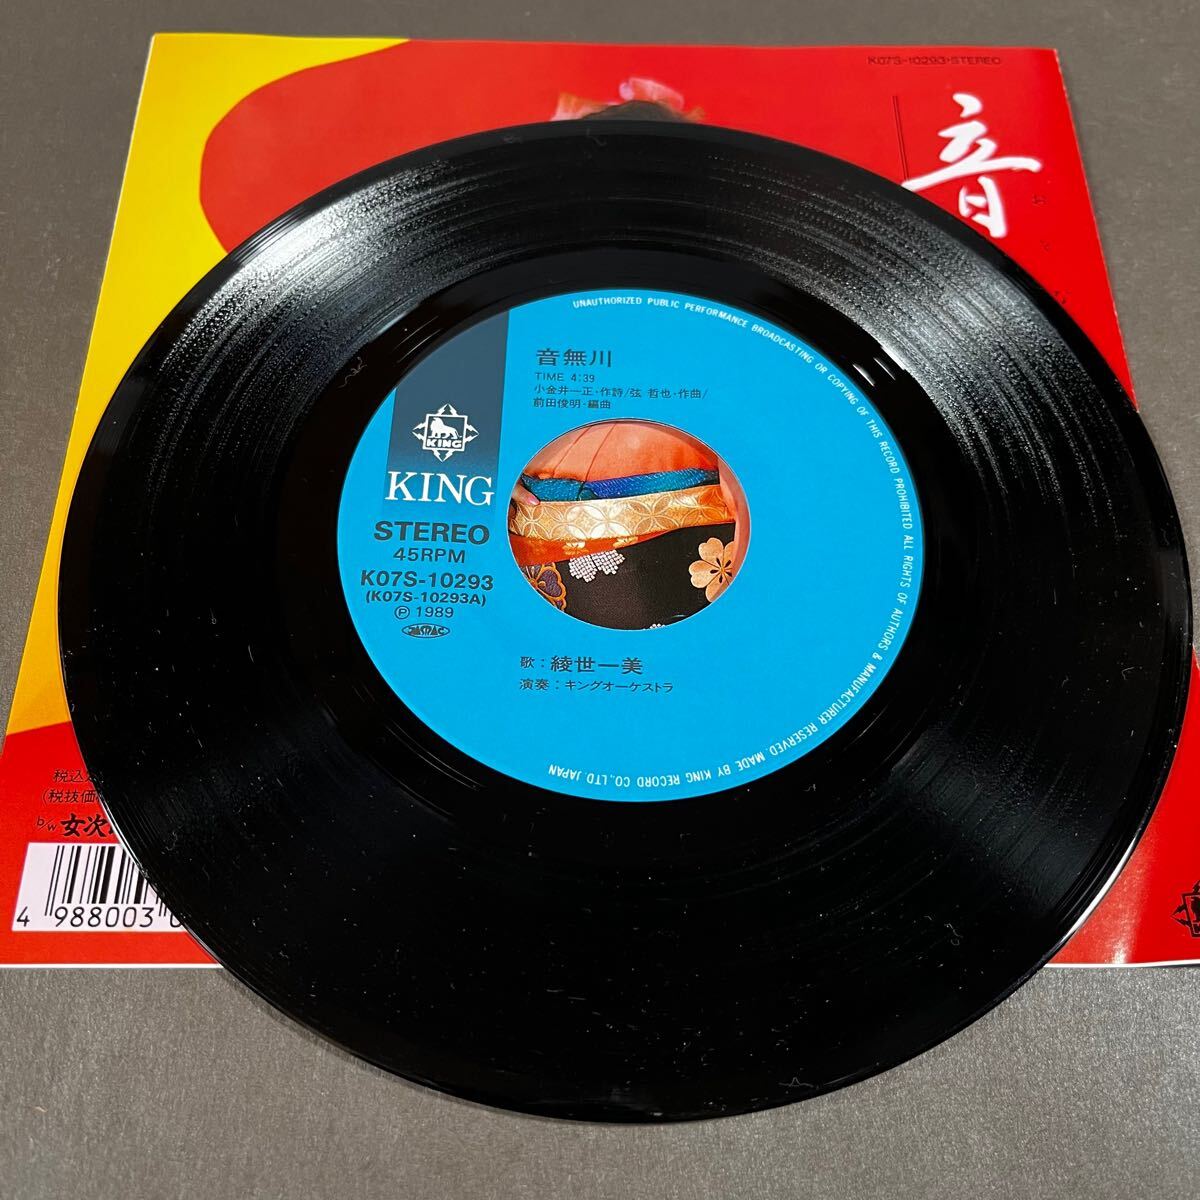 K07S-10293・STEREO
音
UNAUTHORIZED PUBLIC PERFORMANCE BROADCASTING OR COPYING OF THIS RECORD PROHIBITED ALL RIGHTS OF AUTHORS & MANUFACTURER RESERVED. MADE BY KING RECORD CO., LTD. JAPAN
音無川
TIME 4:39
小金井一正・作詩/弦 哲也・作曲/
前田俊明・編曲
KING
KING
STEREO
45RPM
K07S-10293
(K07S-10293A)
Ⓟ 1989
JASRAC
歌：綾世一美
演奏：キングオーケストラ
税込
(税抜価
b/w 女次
4 988003
KING